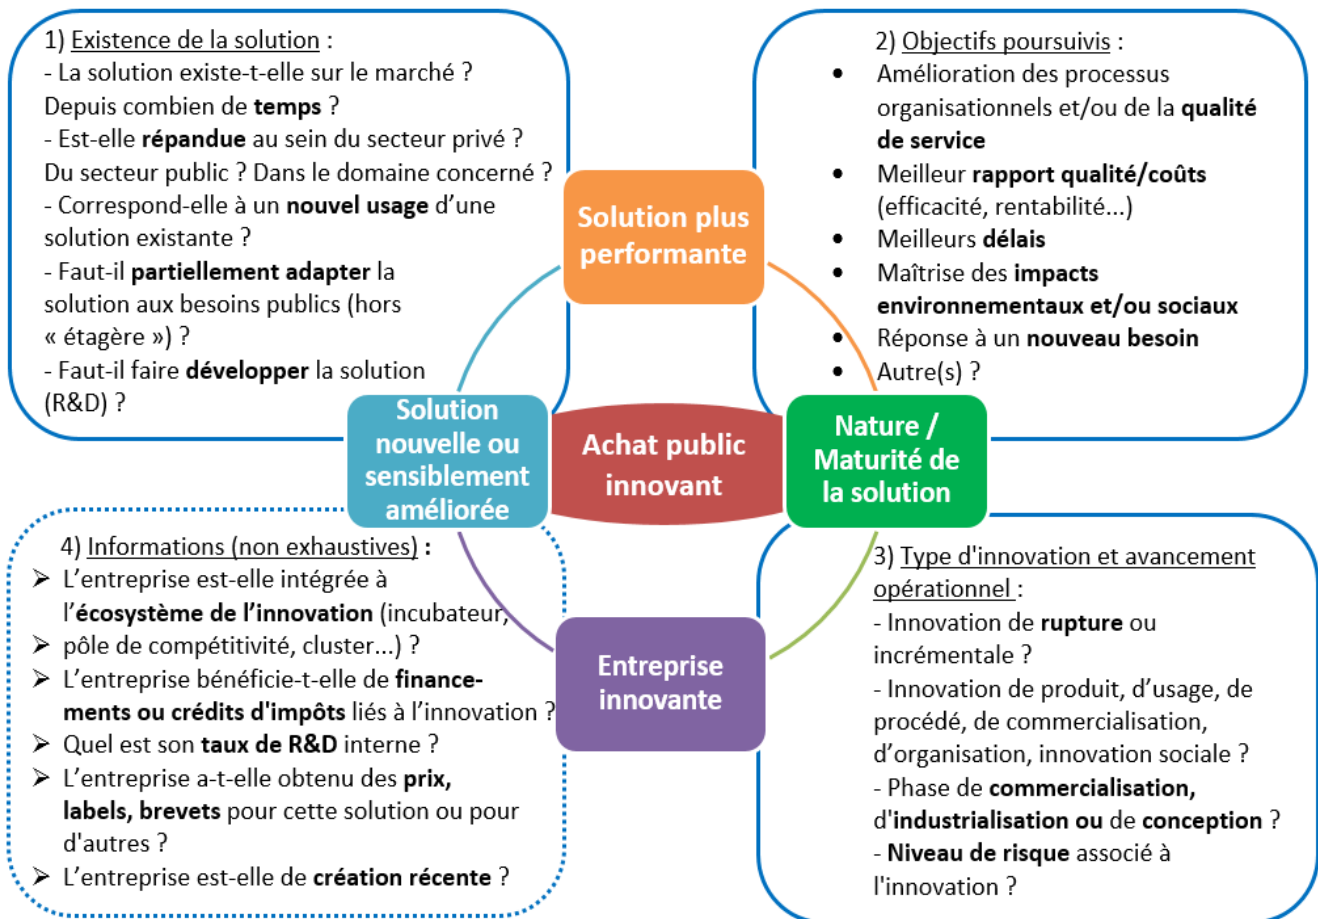 1) Existence de la solution :
- La solution existe-t-elle sur le marché ?
Depuis combien de temps ?
- Est-elle répandue au sein du secteur privé ?
Du secteur public ? Dans le domaine concerné ?
- Correspond-elle à un nouvel usage d’une
solution existante ?
- Faut-il partiellement adapter la
solution aux besoins publics (hors
« étagère ») ?
- Faut-il faire développer la solution
(R&D) ?
2) Objectifs poursuivis :
• Amélioration des processus
organisationnels et/ou de la qualité
de service
• Meilleur rapport qualité/coûts
(efficacité, rentabilité...)
• Meilleurs délais
• Maîtrise des impacts
environnementaux et/ou sociaux
• Réponse à un nouveau besoin
• Autre(s) ?
Solution plus
performante
Solution
nouvelle ou
sensiblement
améliorée
Achat public
innovant
Nature /
Maturité de
la solution
Entreprise
innovante
4) Informations (non exhaustives) :
➢ L’entreprise est-elle intégrée à
l’écosystème de l’innovation (incubateur,
➢ pôle de compétitivité, cluster...) ?
➢ L’entreprise bénéficie-t-elle de finance-
ments ou crédits d'impôts liés à l’innovation ?
➢ Quel est son taux de R&D interne ?
➢ L’entreprise a-t-elle obtenu des prix,
labels, brevets pour cette solution ou pour
d'autres ?
➢ L’entreprise est-elle de création récente ?
3) Type d'innovation et avancement
opérationnel :
- Innovation de rupture ou
incrémentale ?
- Innovation de produit, d’usage, de
procédé, de commercialisation,
d’organisation, innovation sociale ?
- Phase de commercialisation,
d'industrialisation ou de conception ?
- Niveau de risque associé à
l'innovation ?